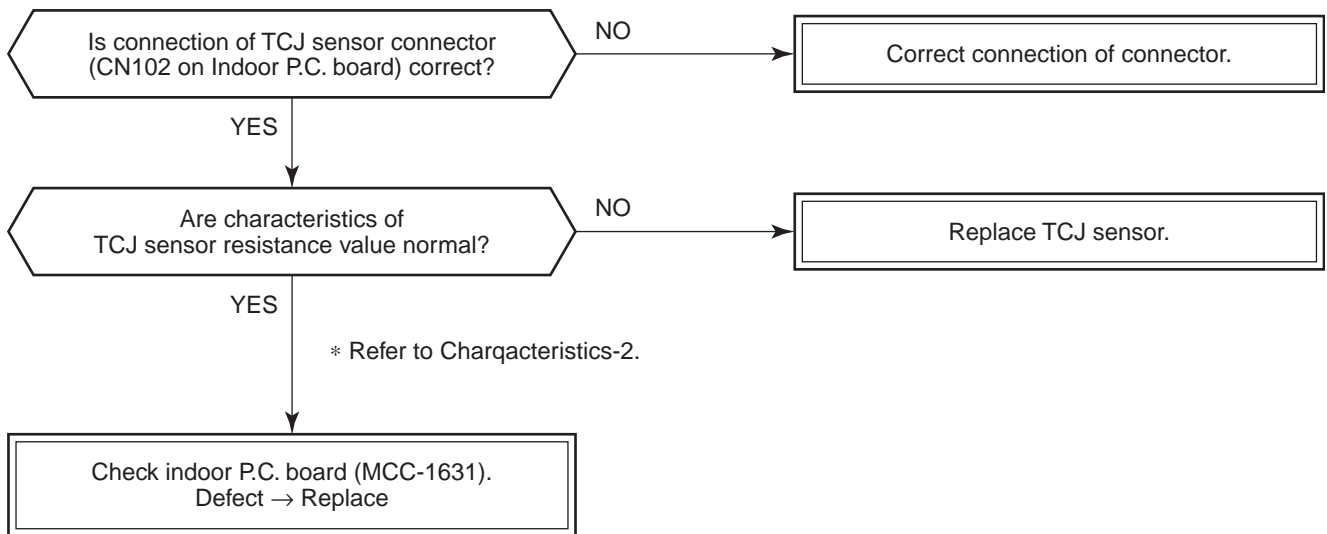 Is connection of TCJ sensor connector
(CN102 on Indoor P.C. board) correct?
NO
Correct connection of connector.
YES
Are characteristics of
TCJ sensor resistance value normal?
NO
Replace TCJ sensor.
YES
* Refer to Charqacteristics-2.
Check indoor P.C. board (MCC-1631).
Defect → Replace